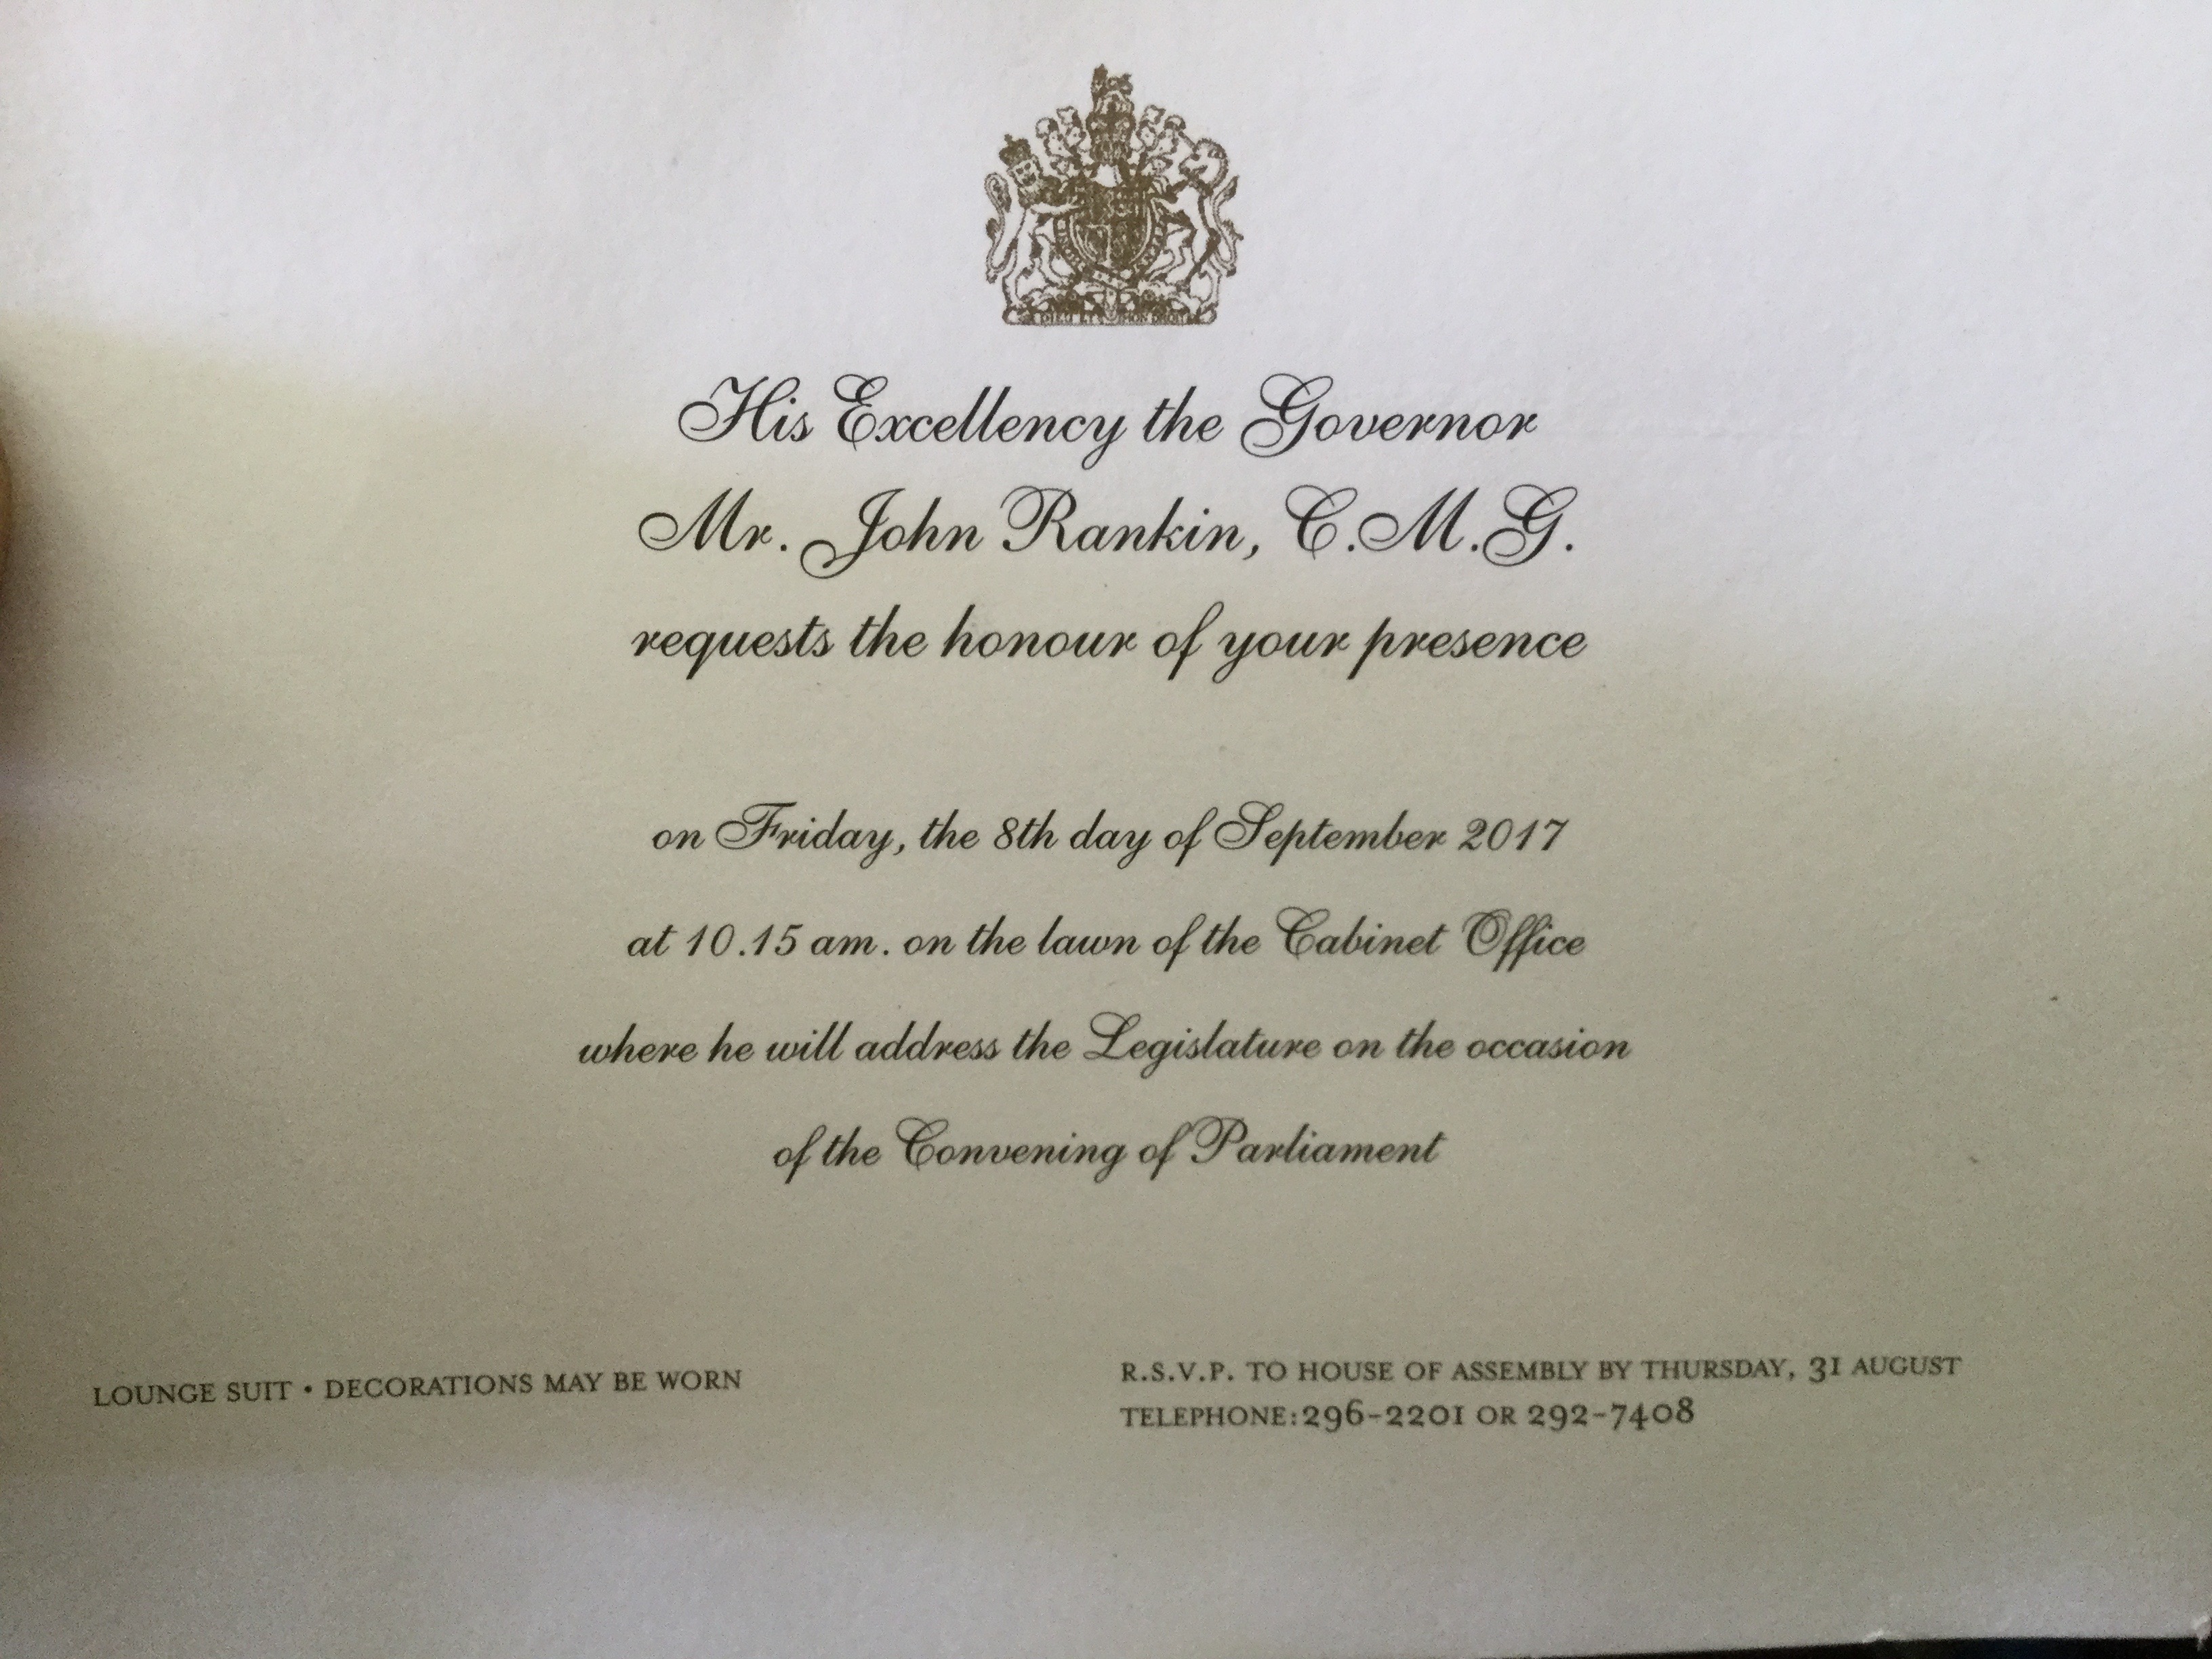 His Excellency the Governor
Mr. John Rankin, C.M.G.
requests the honour of your presence
on Friday, the 8th day of September 2017
at 10.15 am. on the lawn of the Cabinet Office
where he will address the Legislature on the occasion
of the Convening of Parliament
LOUNGE SUIT • DECORATIONS MAY BE WORN
R.S.V.P. TO HOUSE OF ASSEMBLY BY THURSDAY, 31 AUGUST
TELEPHONE:296-2201 OR 292-7408